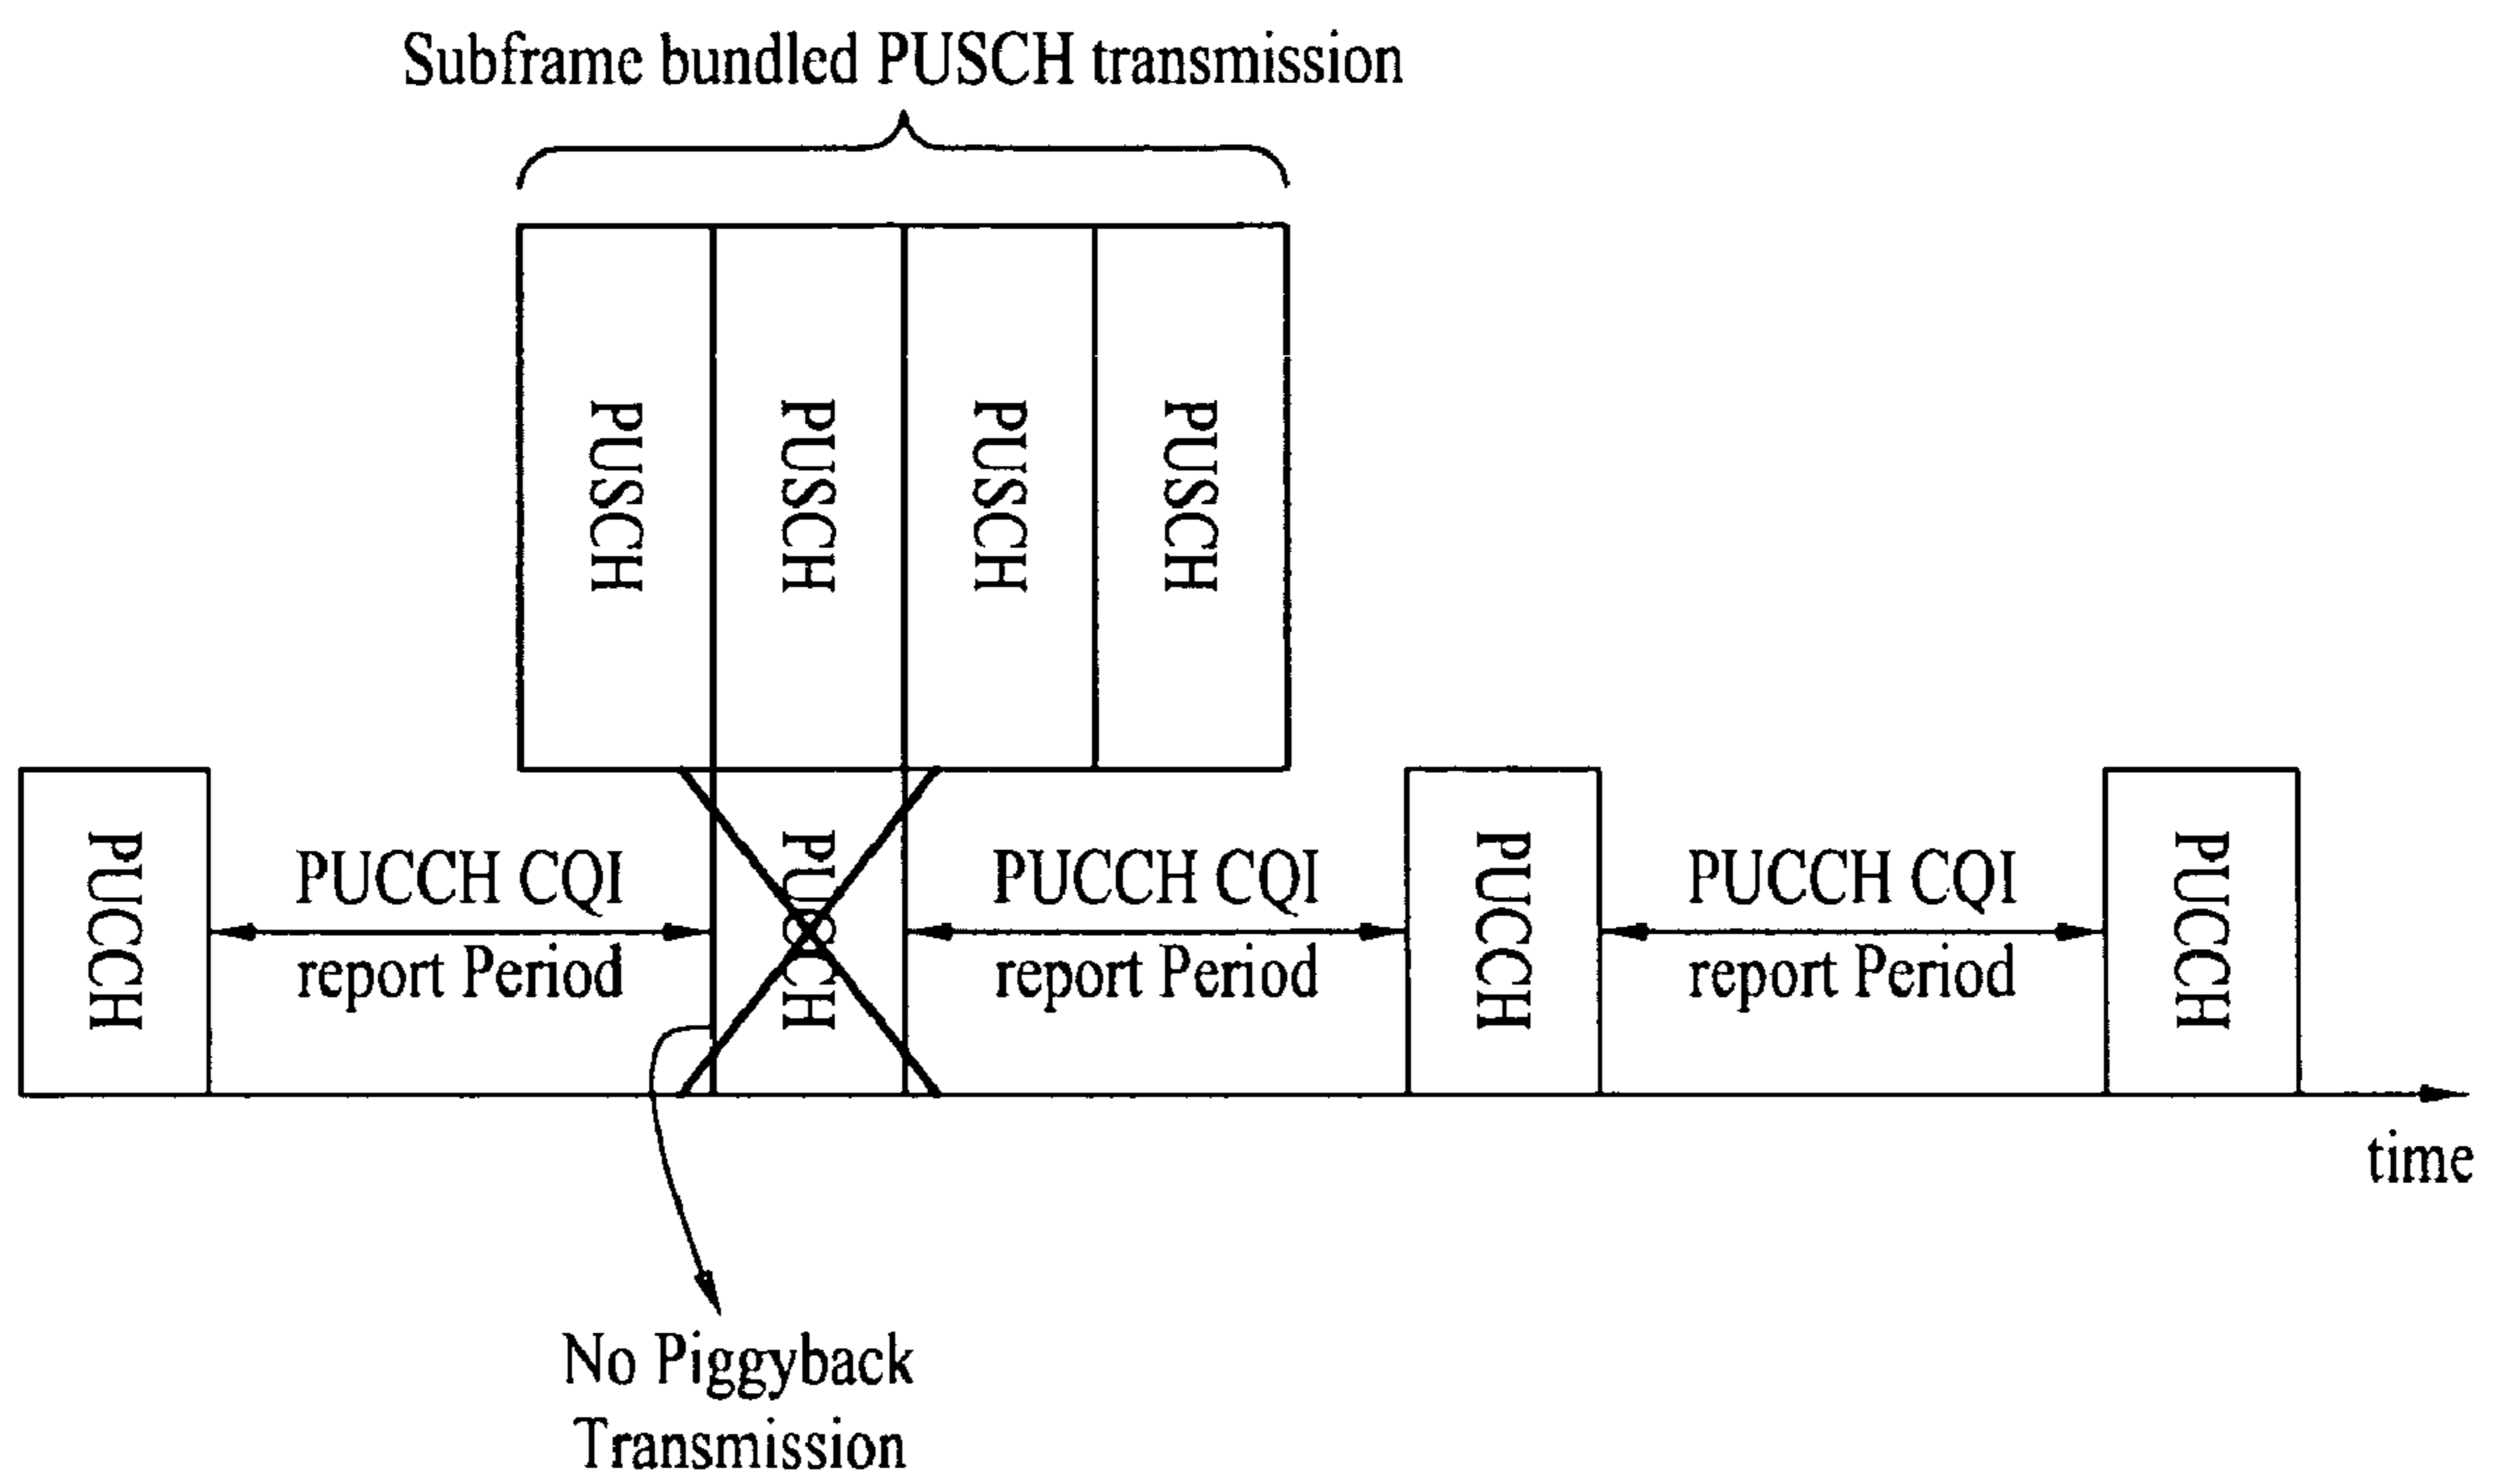 Subframe bundled PUSCH transmission
PUSCH
PUSCH
PUSCH
PUSCH
PUCCH
PUCCH CQI
report Period
PUCCH
PUCCH CQI
report Period
PUCCH
PUCCH CQI
report Period
PUCCH
time
No Piggyback
Transmission